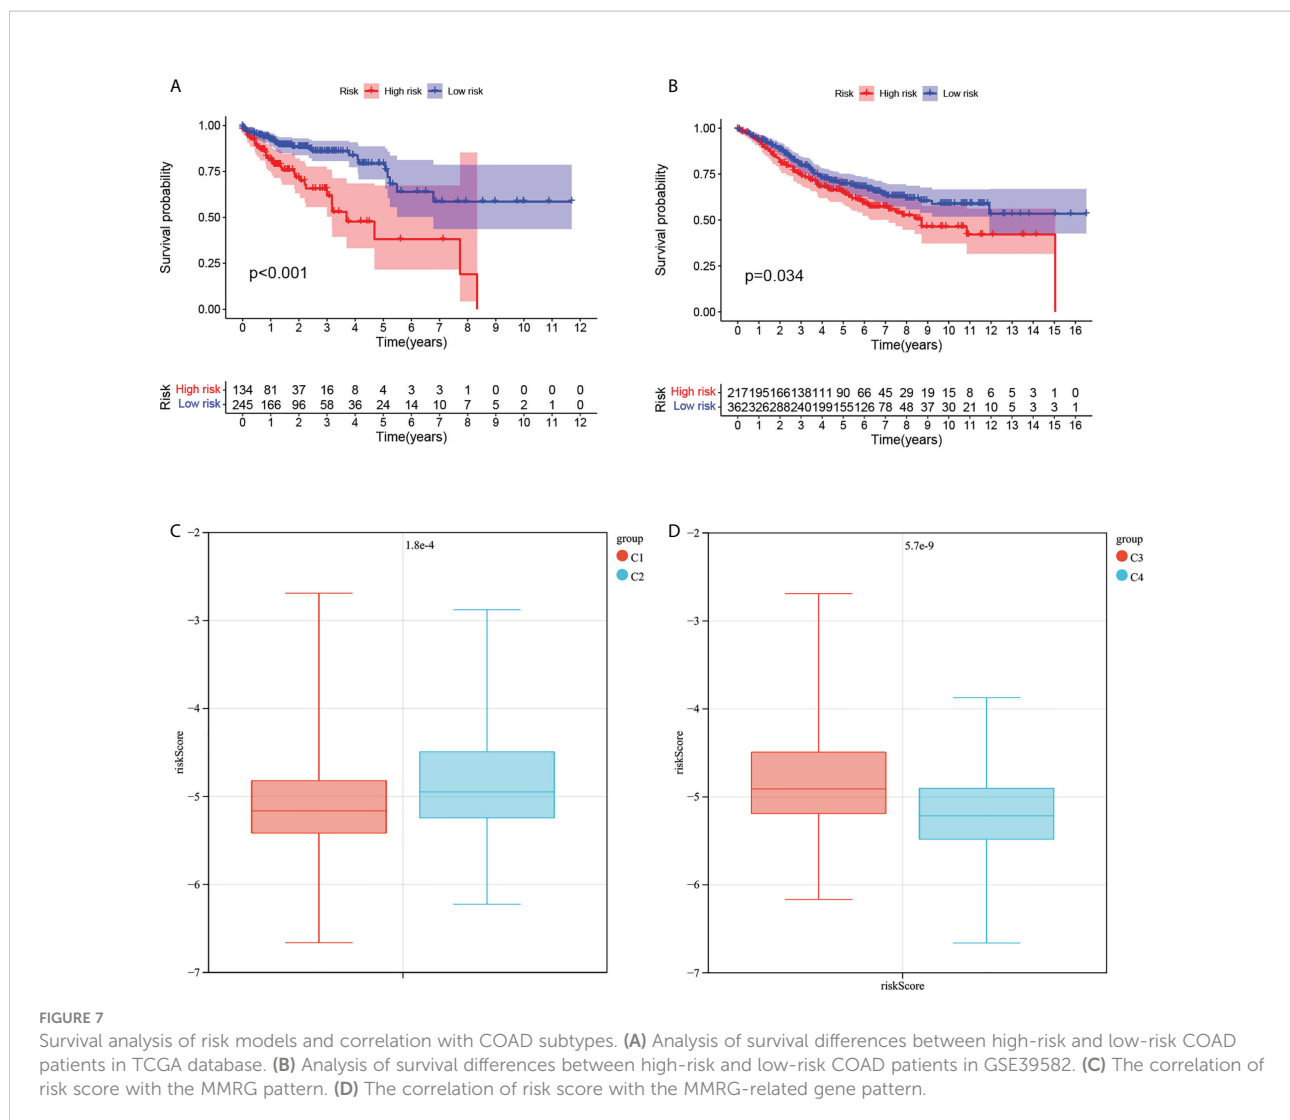 A
Risk High risk Low risk
Survival probability
1.00
0.75
0.50
0.25
0.00
p<0.001
0 1 2 3 4 5 6 7 8 9 10 11 12
Time(years)
Risk
High risk 134 81 37 16 8 4 3 3 1 0 0 0 0
Low risk 245 166 96 58 36 24 14 10 7 5 2 1 0
0 1 2 3 4 5 6 7 8 9 10 11 12
Time(years)
B
Risk High risk Low risk
Survival probability
1.00
0.75
0.50
0.25
0.00
p=0.034
0 1 2 3 4 5 6 7 8 9 10 11 12 13 14 15 16
Time(years)
Risk
High risk 217 195 166 138 111 90 66 45 29 19 15 8 6 5 3 1 0
Low risk 362 326 288 240 199 155 126 78 48 37 30 21 10 5 3 3 1
0 1 2 3 4 5 6 7 8 9 10 11 12 13 14 15 16
Time(years)
C
riskScore
−2
−3
−4
−5
−6
−7
1.8e-4
group
C1
C2
D
riskScore
−2
−3
−4
−5
−6
−7
5.7e-9
riskScore
group
C3
C4
FIGURE 7
Survival analysis of risk models and correlation with COAD subtypes. (A) Analysis of survival differences between high-risk and low-risk COAD
patients in TCGA database. (B) Analysis of survival differences between high-risk and low-risk COAD patients in GSE39582. (C) The correlation of
risk score with the MMRG pattern. (D) The correlation of risk score with the MMRG-related gene pattern.